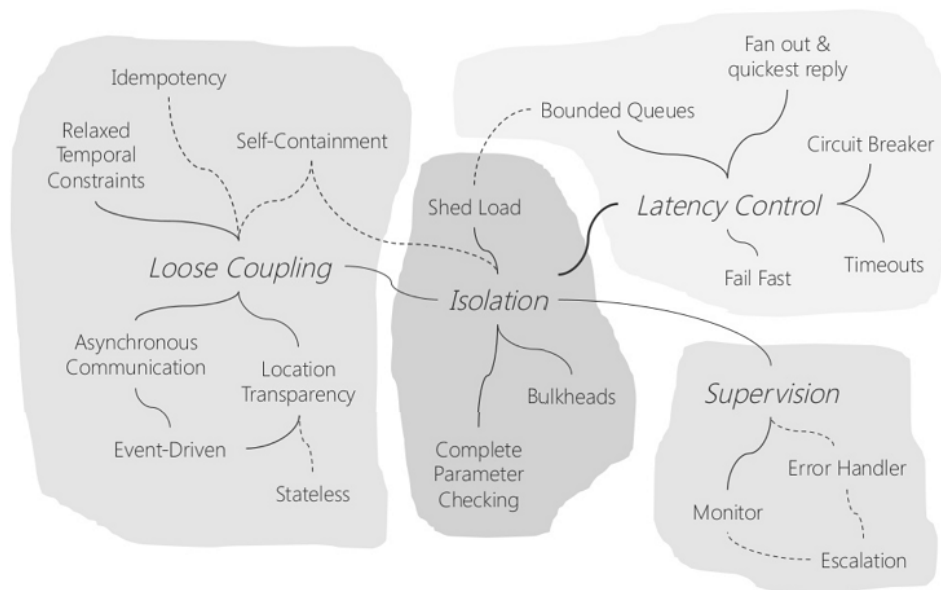 Idempotency
Relaxed
Temporal
Constraints
Self-Containment
Loose Coupling
Asynchronous
Communication
Location
Transparency
Event-Driven
Stateless
Shed Load
Isolation
Bulkheads
Complete
Parameter
Checking
Fan out &
quickest reply
Bounded Queues
Circuit Breaker
Latency Control
Fail Fast
Timeouts
Supervision
Error Handler
Monitor
Escalation